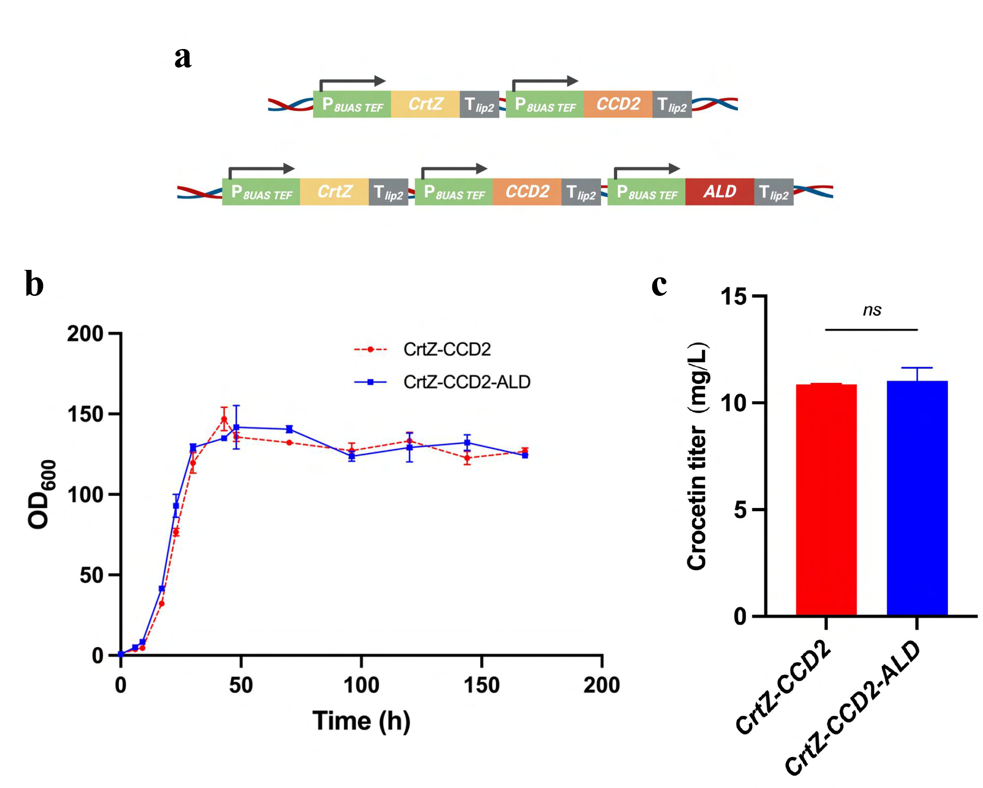 a
P8UAS TEF CrtZ Tlip2 P8UAS TEF CCD2 Tlip2
P8UAS TEF CrtZ Tlip2 P8UAS TEF CCD2 Tlip2 P8UAS TEF ALD Tlip2
b
200
150
100
50
0
OD600
CrtZ-CCD2
CrtZ-CCD2-ALD
0 50 100 150 200
Time (h)
c
15
10
5
0
Crocetin titer (mg/L)
ns
CrtZ-CCD2
CrtZ-CCD2-ALD